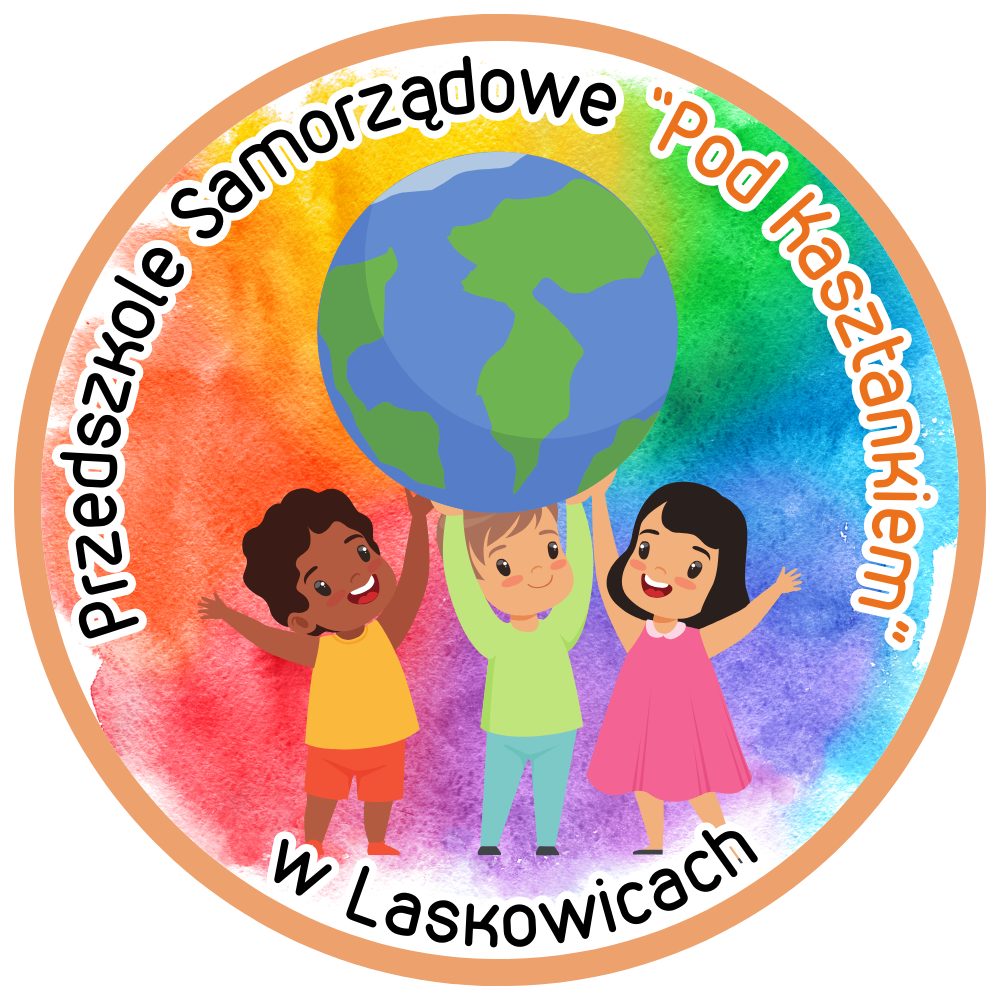 Przedszkole Samorządowe "Pod Kasztankiem"
w Laskowicach